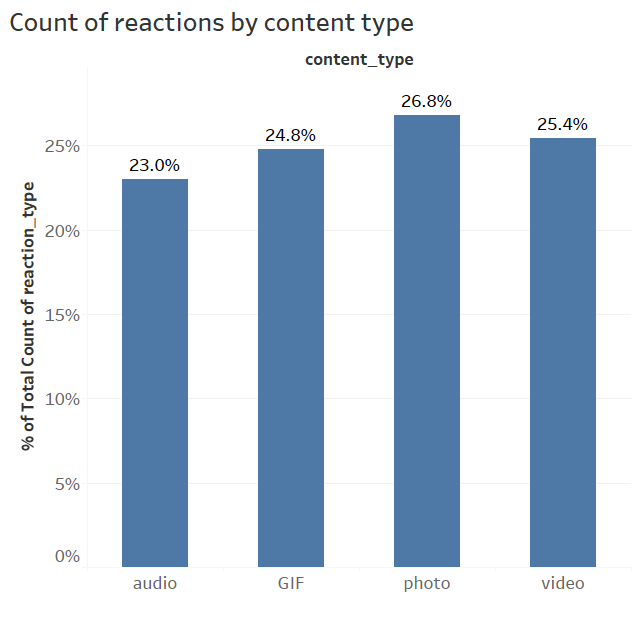 Count of reactions by content type
content_type
26.8%
25.4%
24.8%
23.0%
25%
20%
15%
10%
5%
0%
% of Total Count of reaction_type
audio
GIF
photo
video